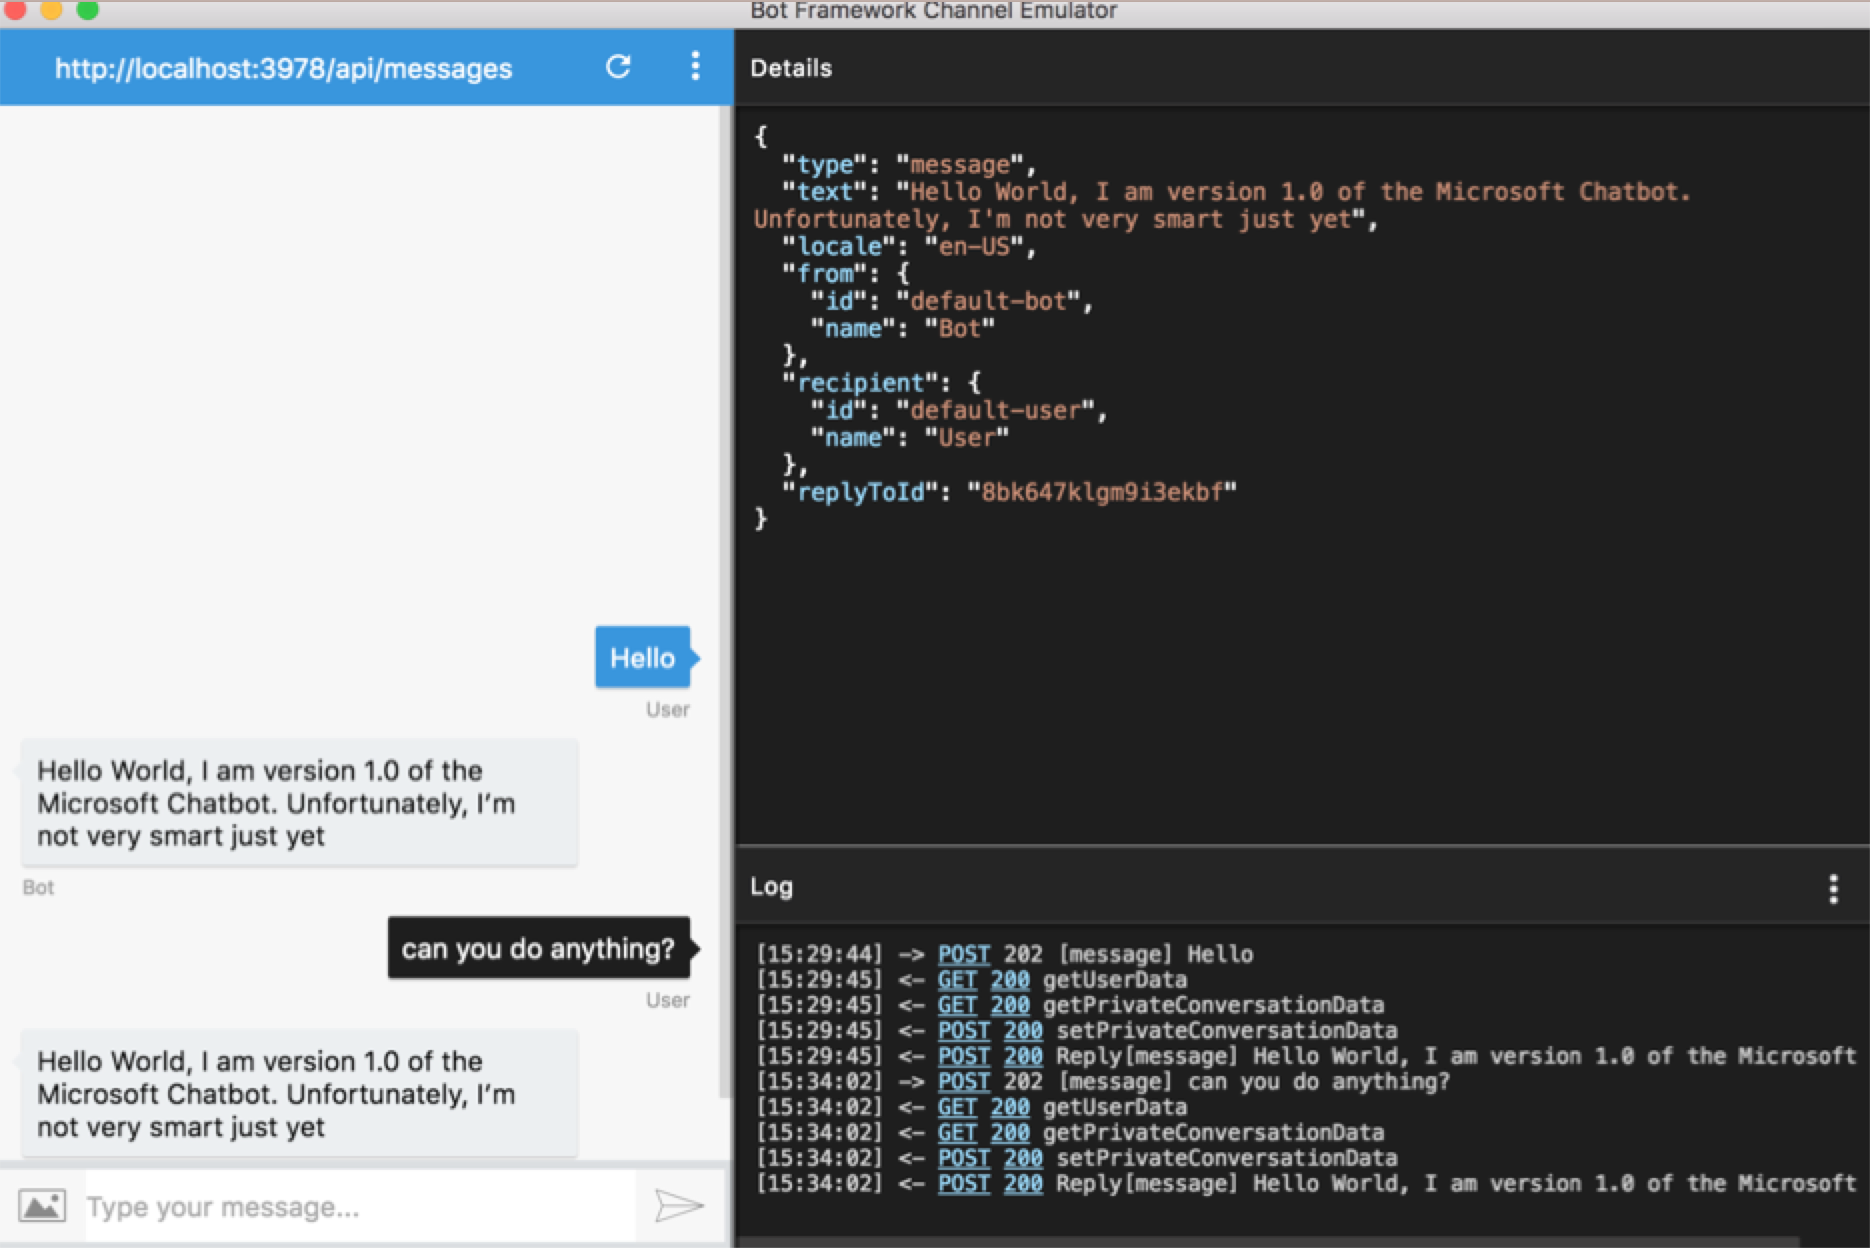 Bot Framework Channel Emulator
http://localhost:3978/api/messages
Hello
User
Hello World, I am version 1.0 of the
Microsoft Chatbot. Unfortunately, I'm
not very smart just yet
Bot
can you do anything?
User
Hello World, I am version 1.0 of the
Microsoft Chatbot. Unfortunately, I'm
not very smart just yet
Type your message...
Details
{
"type": "message",
"text": "Hello World, I am version 1.0 of the Microsoft Chatbot.
Unfortunately, I'm not very smart just yet",
"locale": "en-US",
"from": {
"id": "default-bot",
"name": "Bot"
},
"recipient": {
"id": "default-user",
"name": "User"
},
"replyToId": "8bk647klgm9i3ekbf"
}
Log
[15:29:44] -> POST 202 [message] Hello
[15:29:45] <- GET 200 getUserData
[15:29:45] <- GET 200 getPrivateConversationData
[15:29:45] <- POST 200 setPrivateConversationData
[15:29:45] <- POST 200 Reply[message] Hello World, I am version 1.0 of the Microsoft
[15:34:02] -> POST 202 [message] can you do anything?
[15:34:02] <- GET 200 getUserData
[15:34:02] <- GET 200 getPrivateConversationData
[15:34:02] <- POST 200 setPrivateConversationData
[15:34:02] <- POST 200 Reply[message] Hello World, I am version 1.0 of the Microsoft